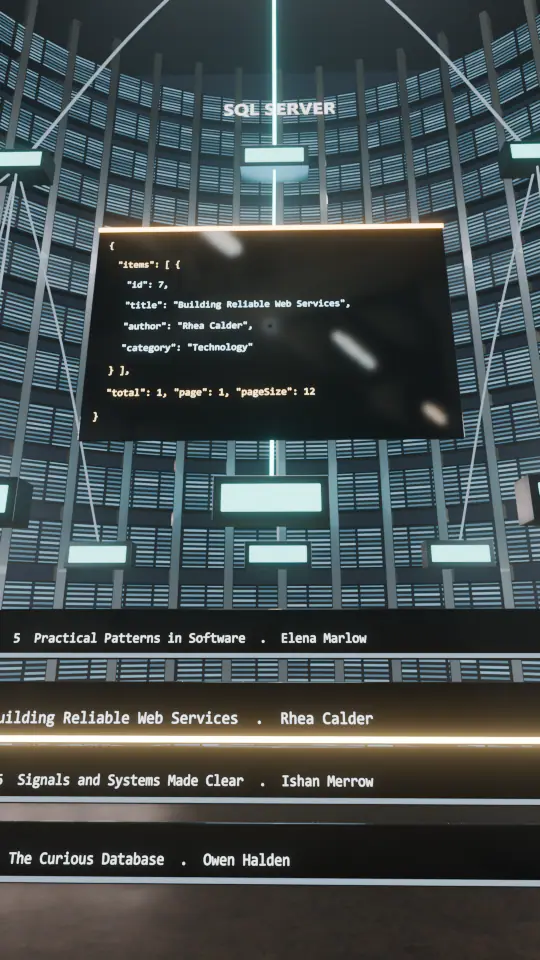 SQL SERVER
{
"items": [ {
"id": 7,
"title": "Building Reliable Web Services",
"author": "Rhea Calder",
"category": "Technology"
} ],
"total": 1, "page": 1, "pageSize": 12
}
5 Practical Patterns in Software . Elena Marlow
Reliable Web Services . Rhea Calder
Signals and Systems Made Clear . Ishan Merrow
The Curious Database . Owen Halden